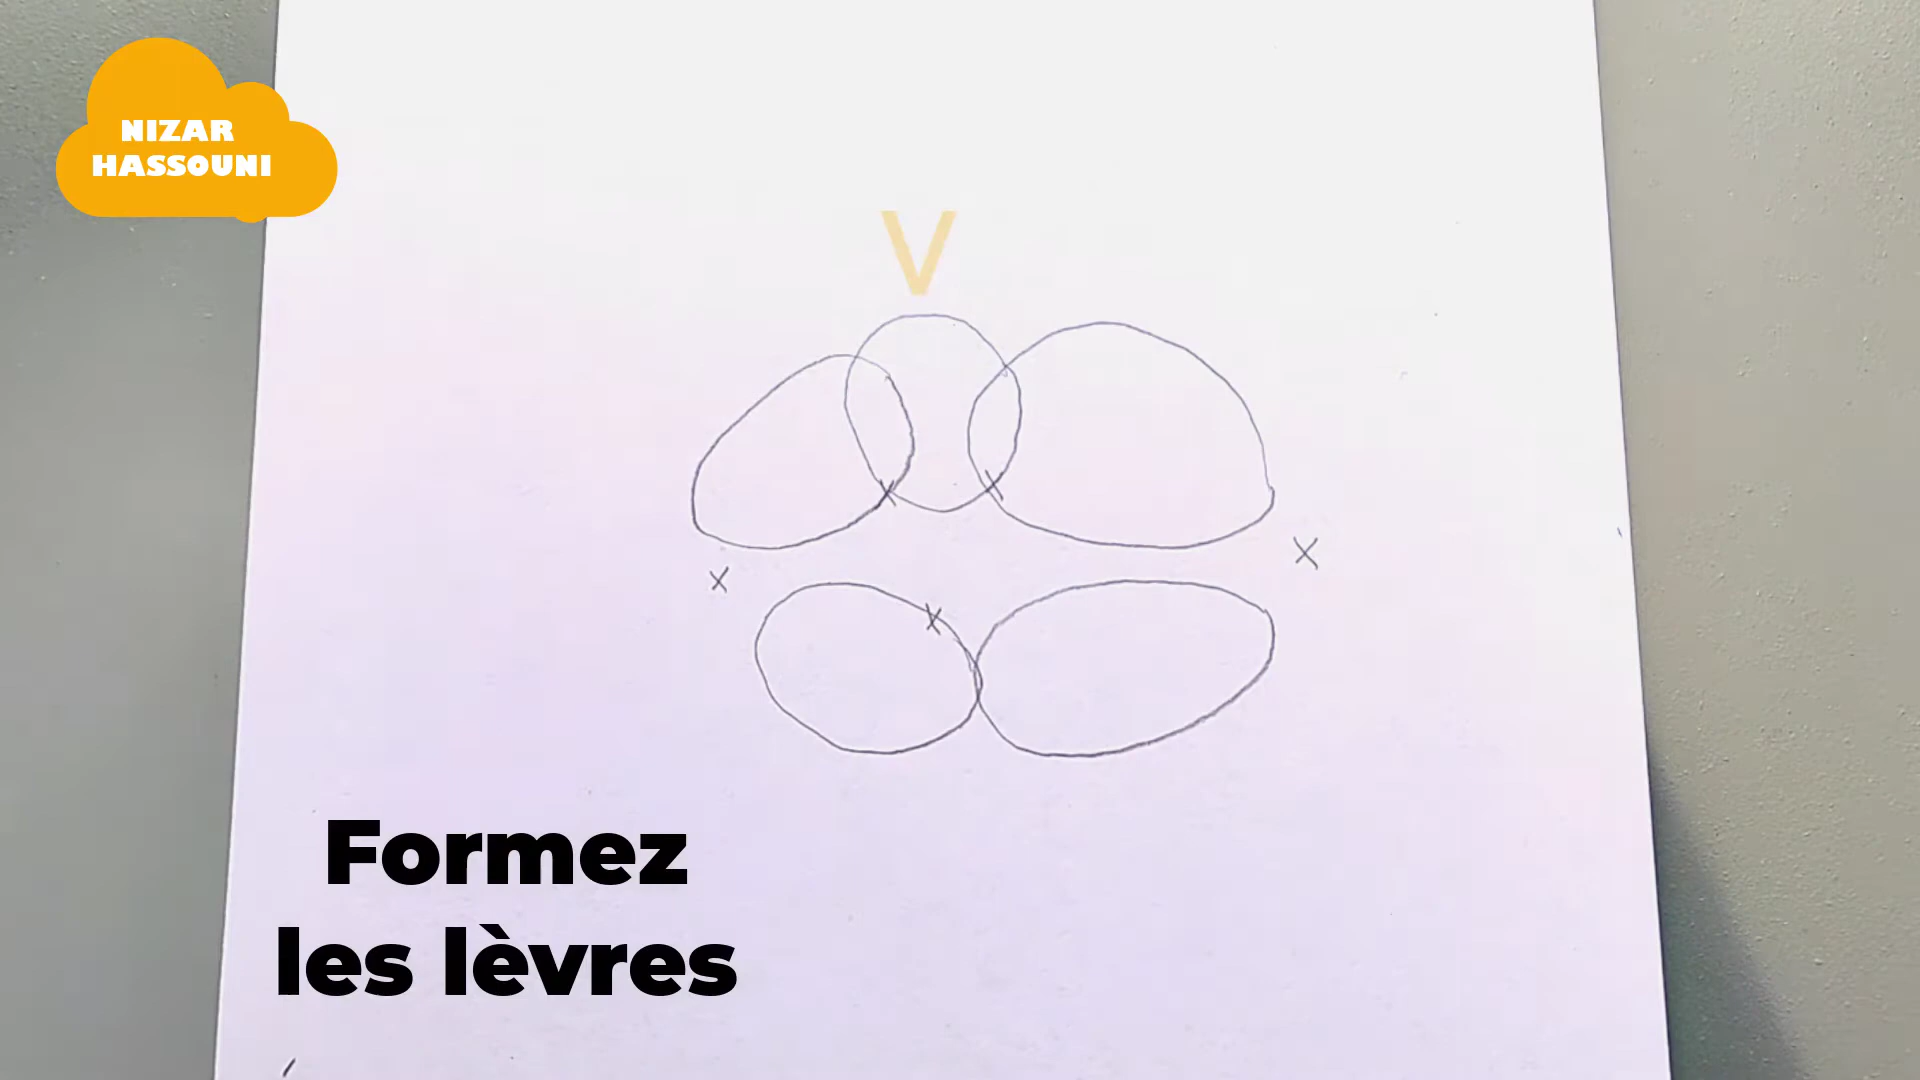 NIZAR
HASSOUNI
V
x
x
x
x
x
Formez
les lèvres